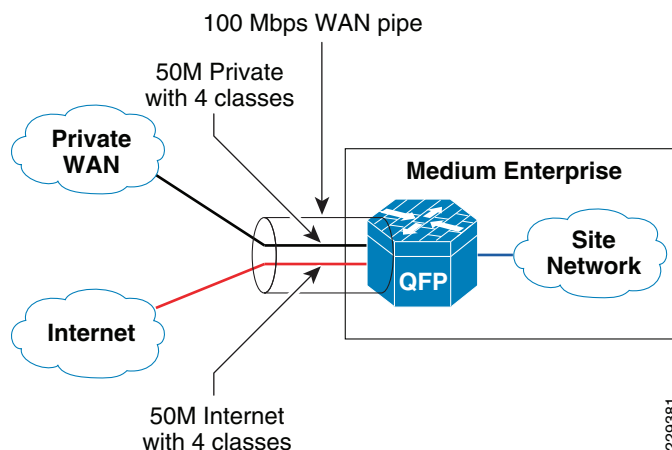 100 Mbps WAN pipe
50M Private
with 4 classes
Private
WAN
Medium Enterprise
QFP
Site
Network
Internet
50M Internet
with 4 classes
229381